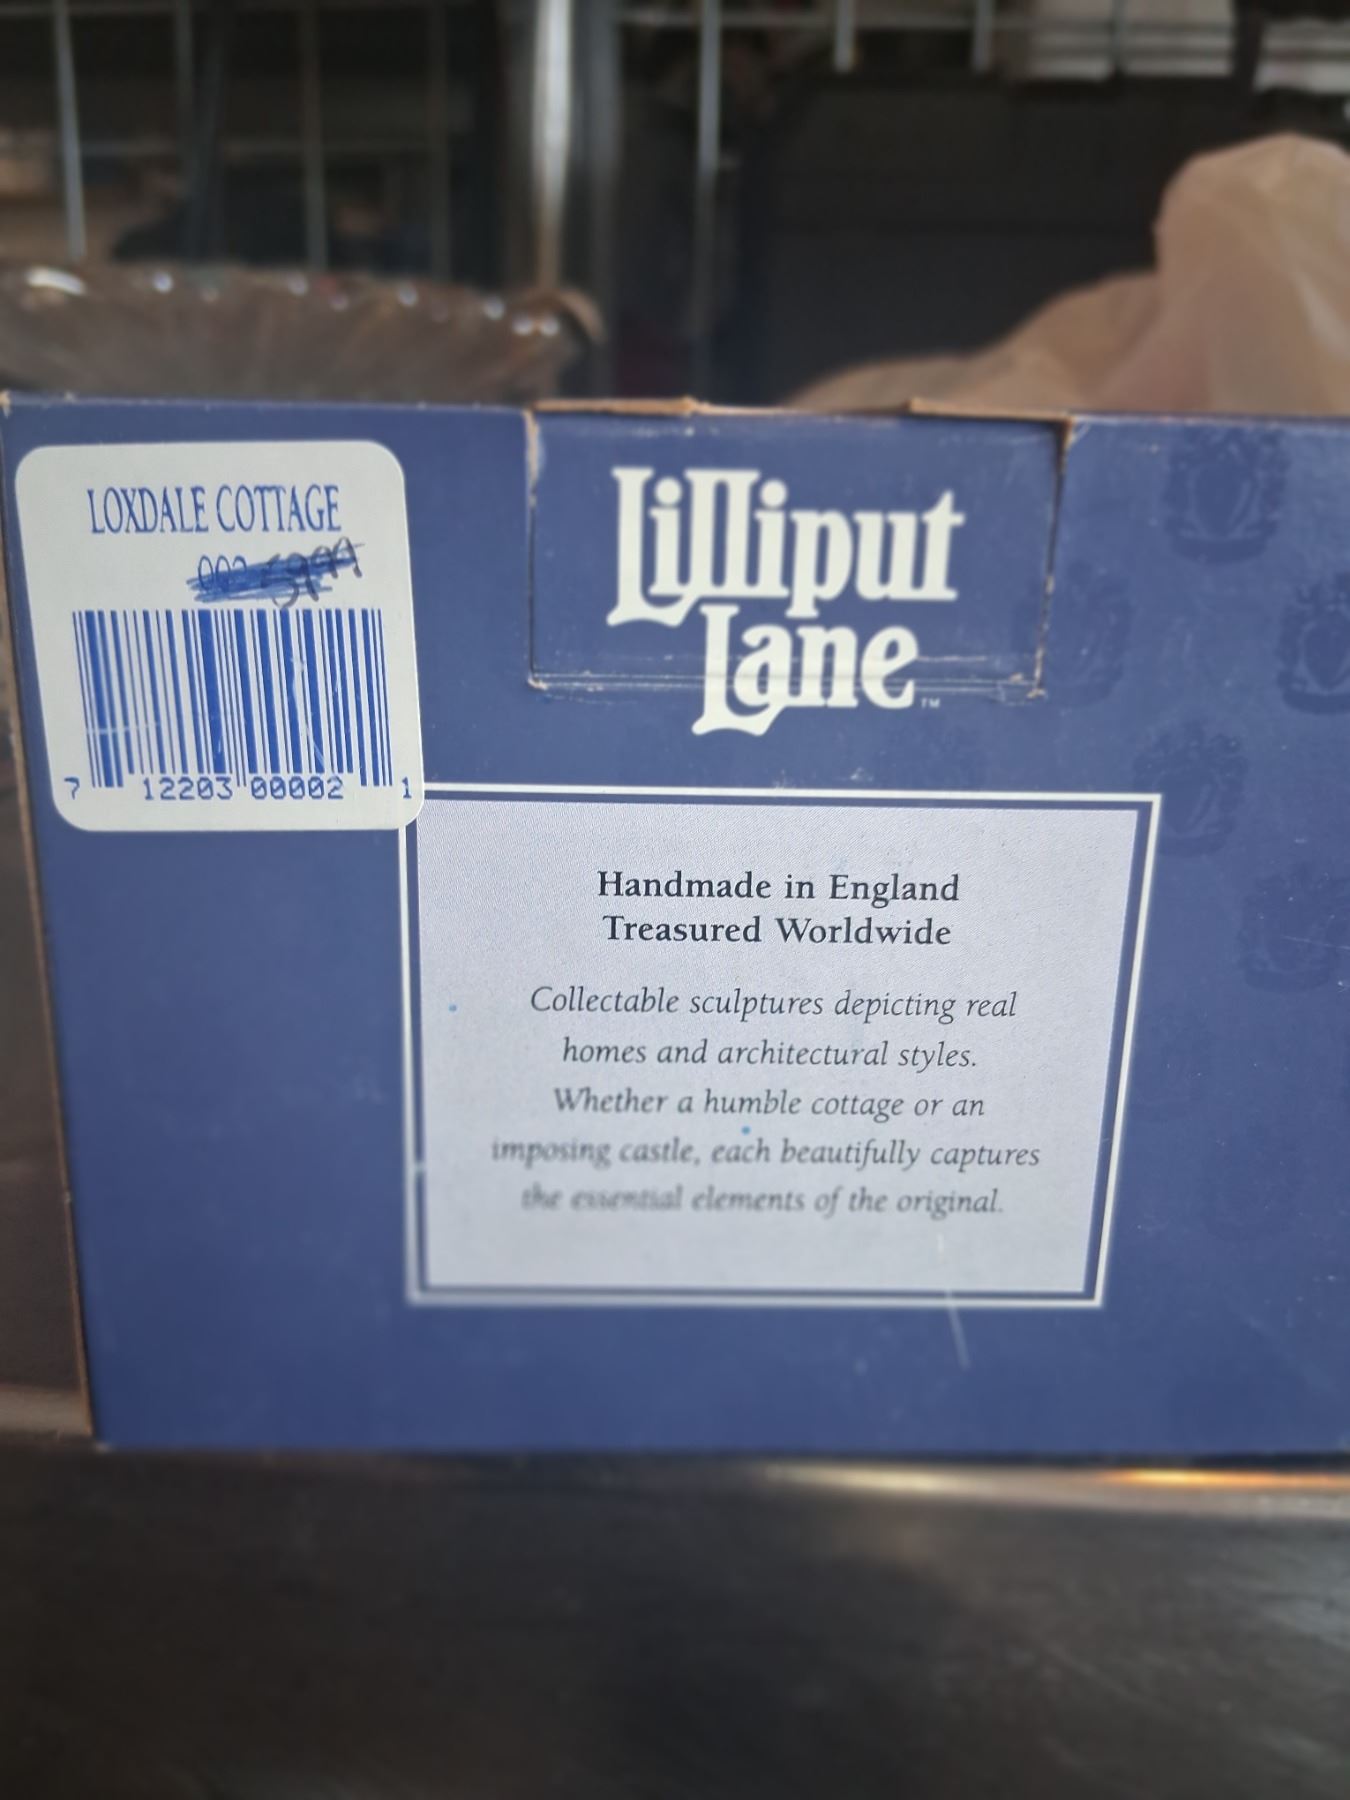 LOXDALE COTTAGE
7 12203 00002 1
Lilliput
Lane™
Handmade in England
Treasured Worldwide
Collectable sculptures depicting real
homes and architectural styles.
Whether a humble cottage or an
imposing castle, each beautifully captures
the essential elements of the original.